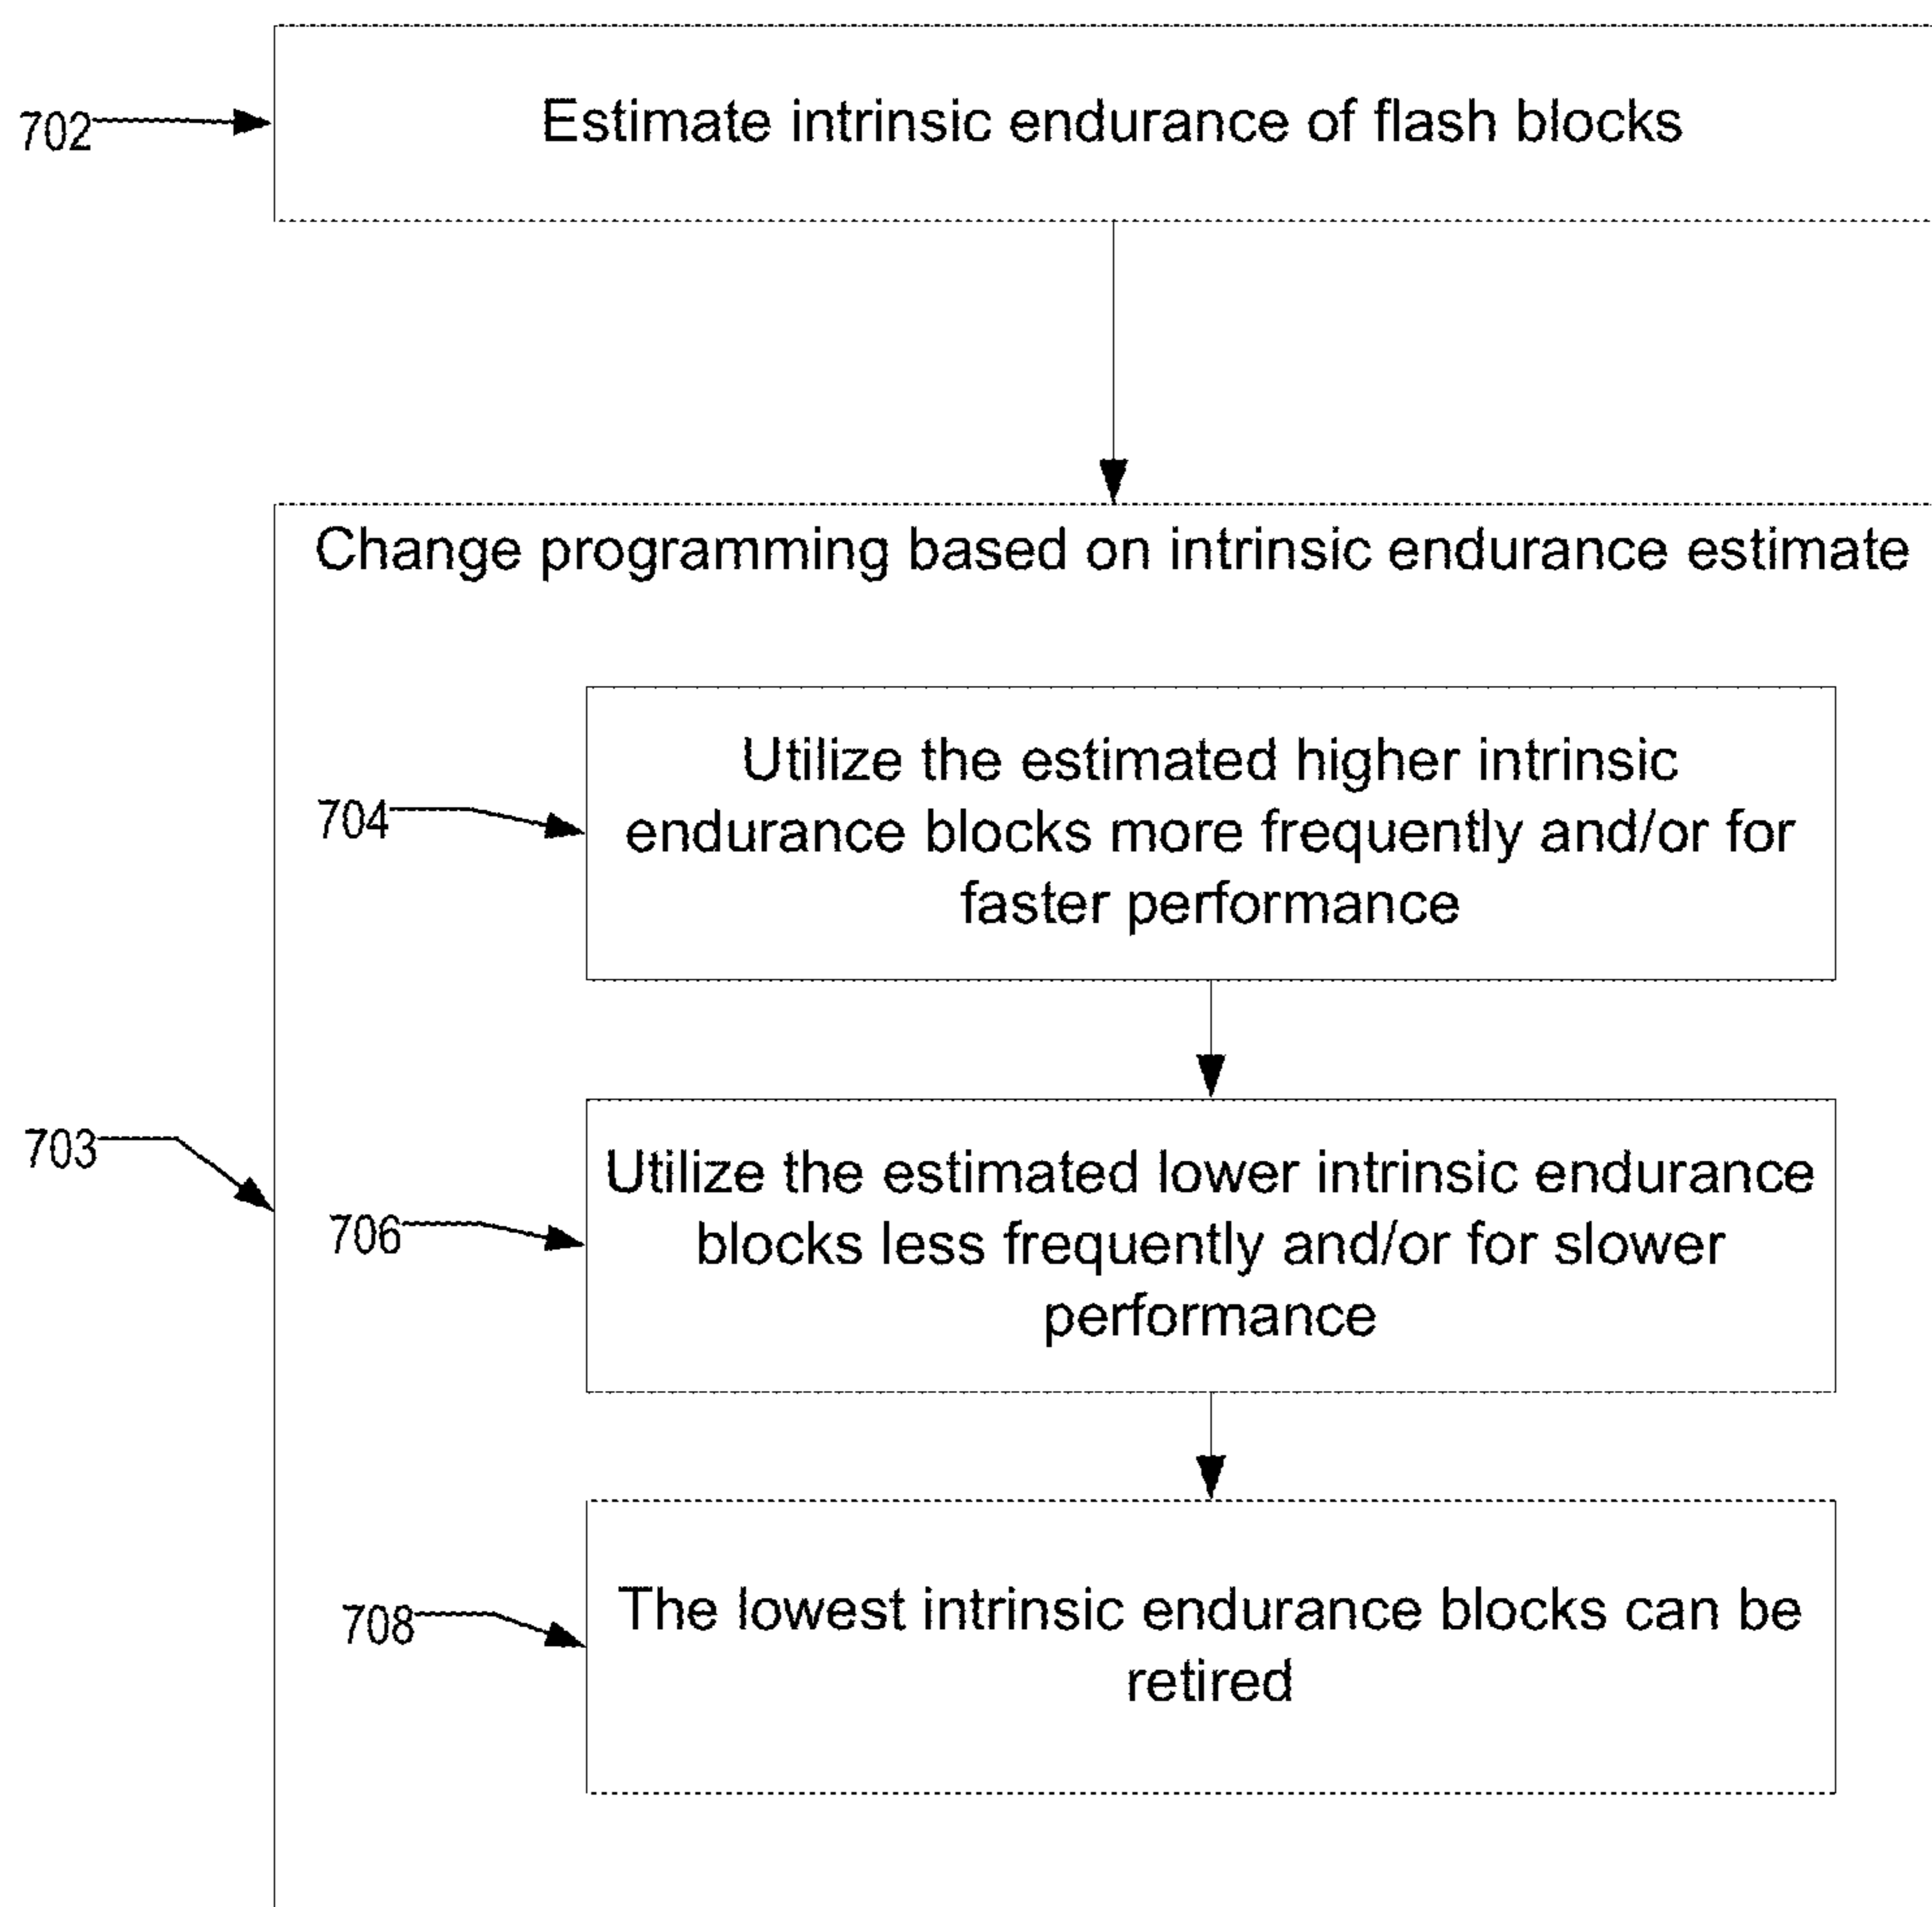 702
Estimate intrinsic endurance of flash blocks
Change programming based on intrinsic endurance estimate
704
Utilize the estimated higher intrinsic
endurance blocks more frequently and/or for
faster performance
703
706
Utilize the estimated lower intrinsic endurance
blocks less frequently and/or for slower
performance
708
The lowest intrinsic endurance blocks can be
retired